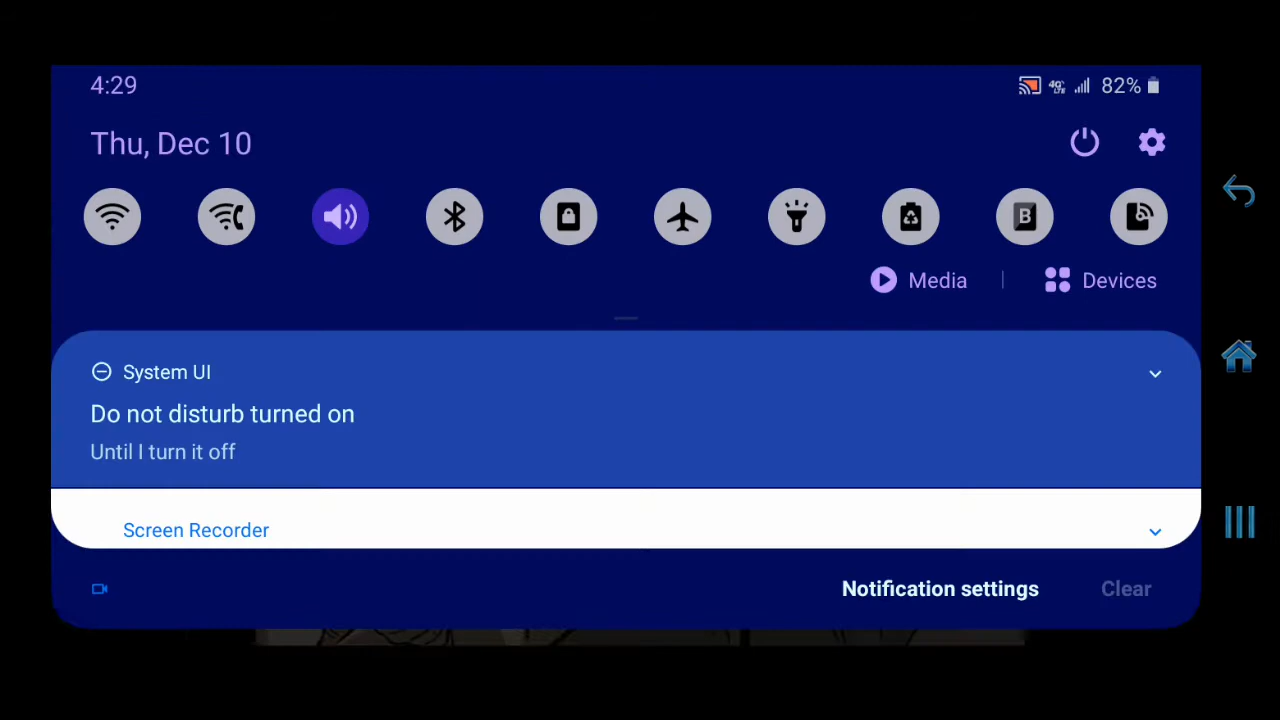 4:29
82%
Thu, Dec 10
B
Media
Devices
System UI
Do not disturb turned on
Until I turn it off
Screen Recorder
Notification settings
Clear